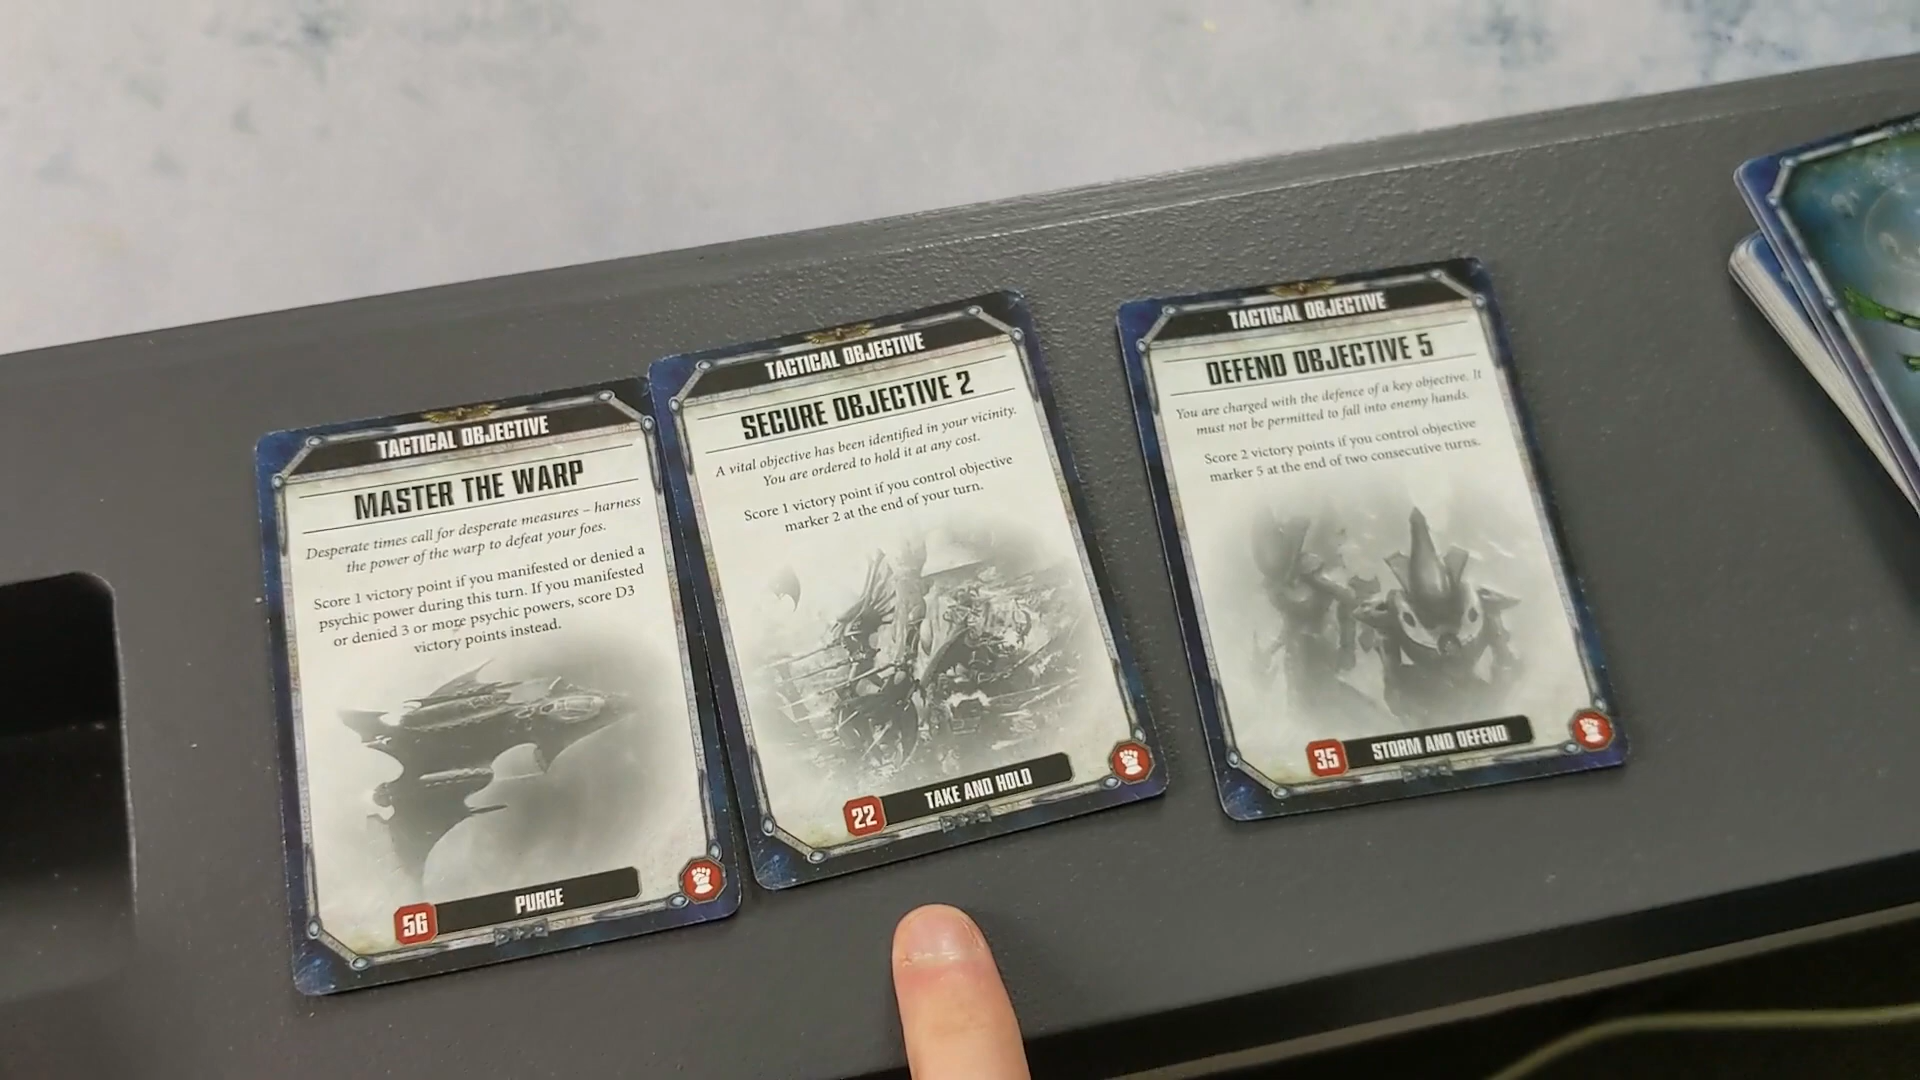 TACTICAL OBJECTIVE
MASTER THE WARP
Desperate times call for desperate measures – harness
the power of the warp to defeat your foes.
Score 1 victory point if you manifested or denied a
psychic power during this turn. If you manifested
or denied 3 or more psychic powers, score D3
victory points instead.
56
PURGE
TACTICAL OBJECTIVE
SECURE OBJECTIVE 2
A vital objective has been identified in your vicinity.
You are ordered to hold it at any cost.
Score 1 victory point if you control objective
marker 2 at the end of your turn.
22
TAKE AND HOLD
TACTICAL OBJECTIVE
DEFEND OBJECTIVE 5
You are charged with the defence of a key objective. It
must not be permitted to fall into enemy hands.
Score 2 victory points if you control objective
marker 5 at the end of two consecutive turns.
35
STORM AND DEFEND